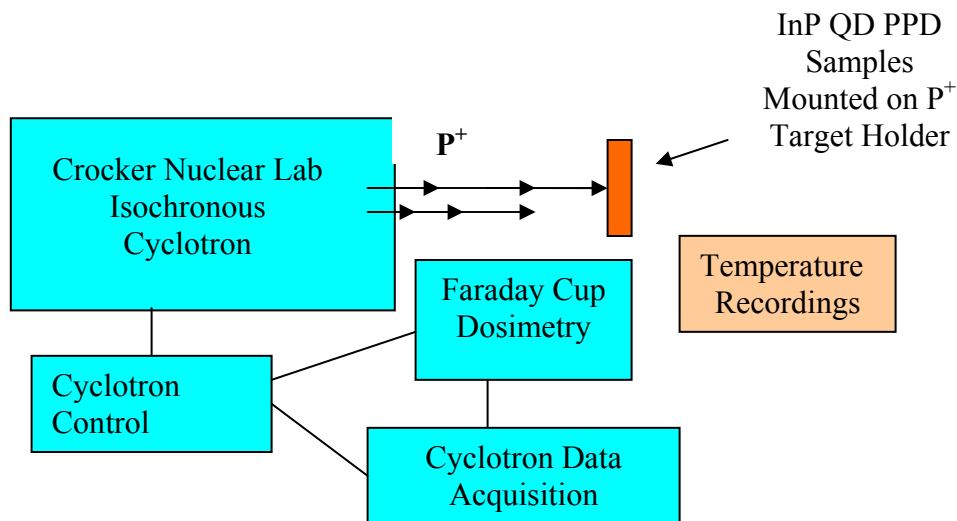 InP QD PPD
Samples
Mounted on P+
Target Holder
P+
Crocker Nuclear Lab
Isochronous
Cyclotron
Temperature
Recordings
Faraday Cup
Dosimetry
Cyclotron
Control
Cyclotron Data
Acquisition